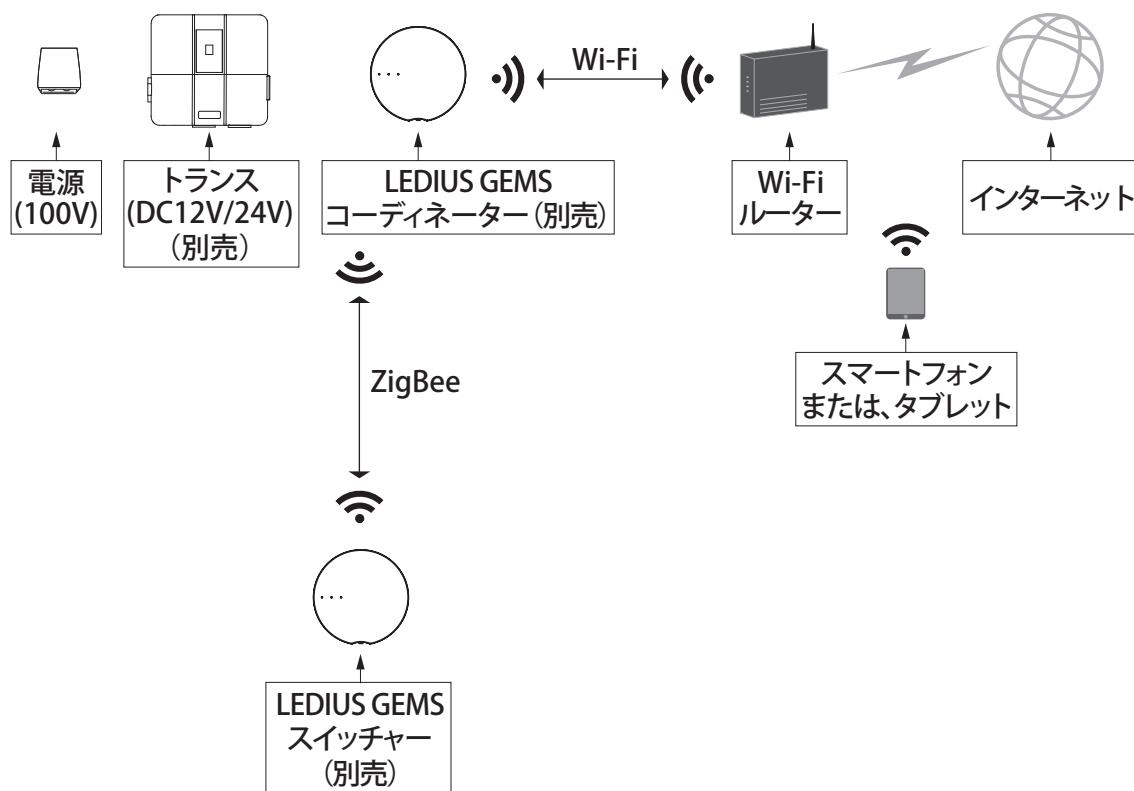 Wi-Fi
電源
(100V)
トランス
(DC12V/24V)
(別売)
LEDIUS GEMS
コーディネーター(別売)
Wi-Fi
ルーター
インターネット
ZigBee
スマートフォン
または、タブレット
LEDIUS GEMS
スイッチャー
(別売)